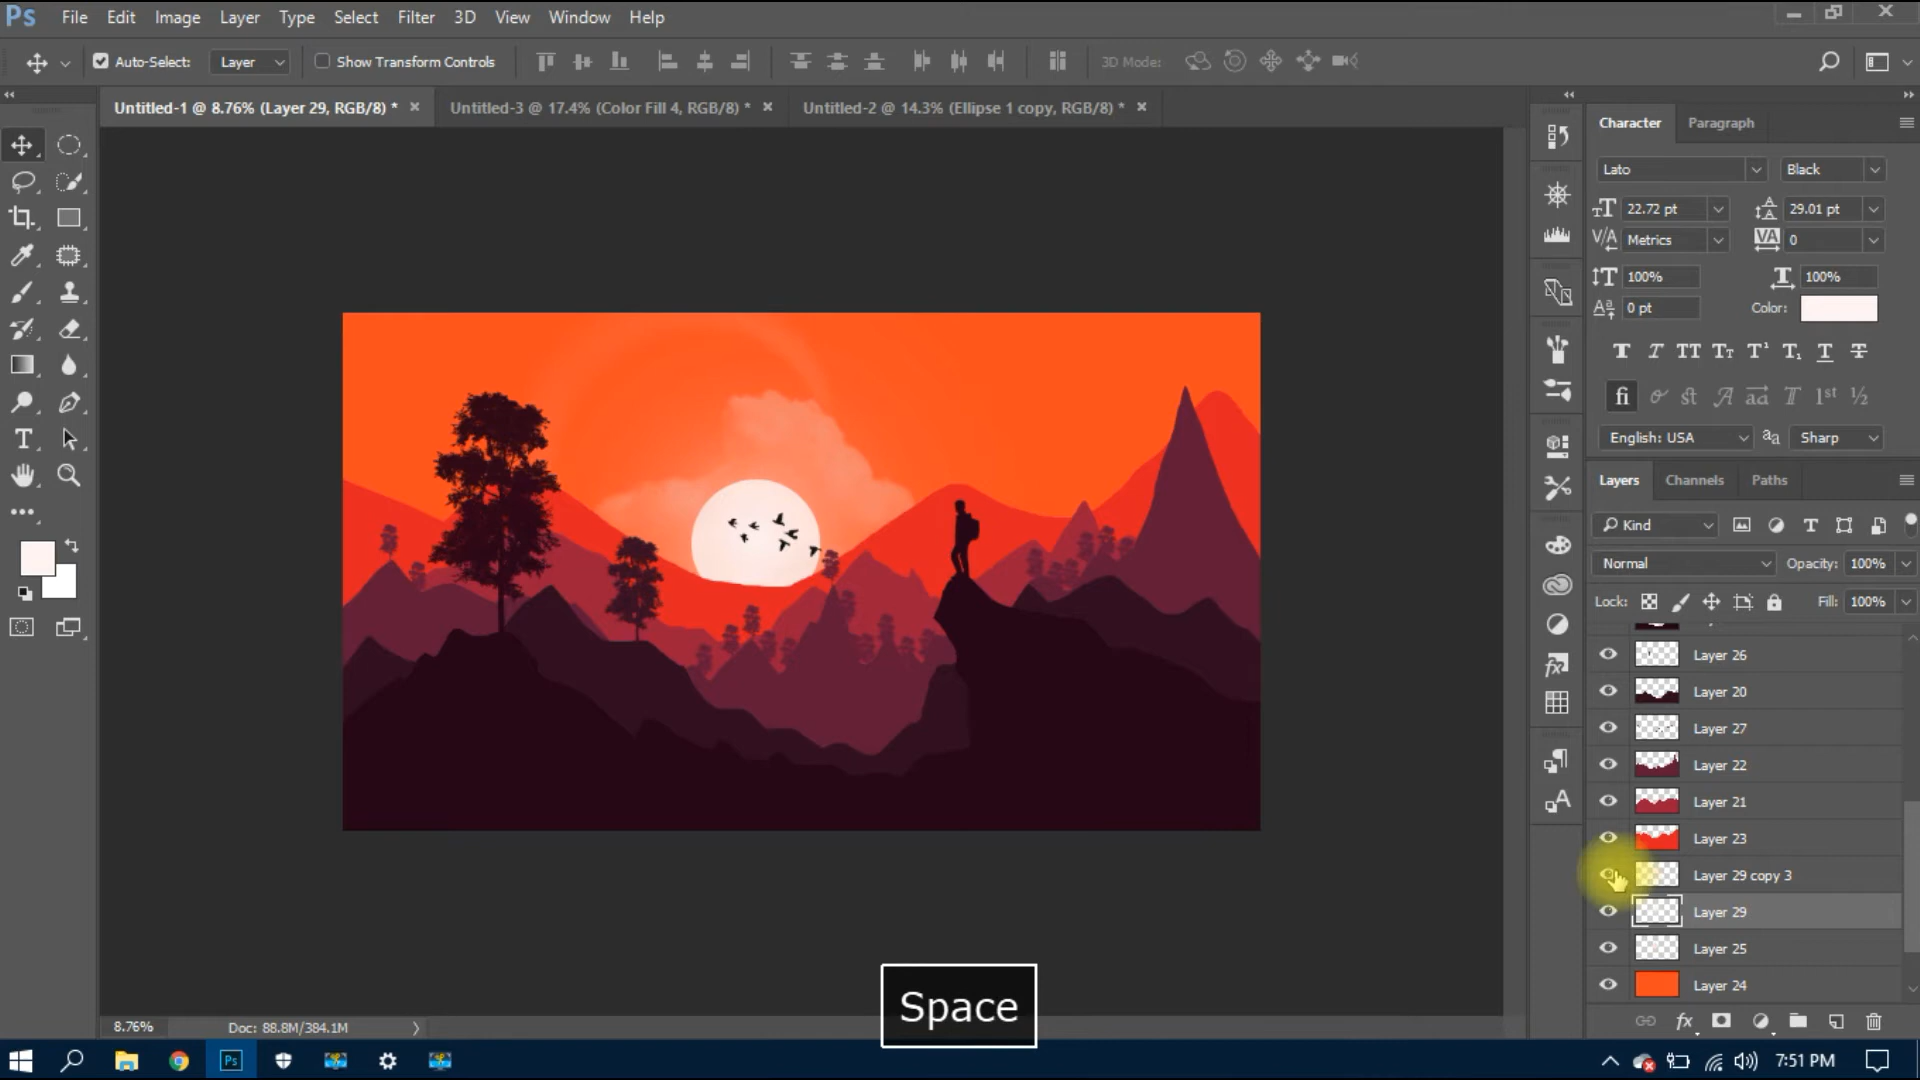 Ps File Edit Image Layer Type Select Filter 3D View Window Help
Auto-Select: Layer Show Transform Controls 3D Mode:
Untitled-1 @ 8.76% (Layer 29, RGB/8) * Untitled-3 @ 17.4% (Color Fill 4, RGB/8) * Untitled-2 @ 14.3% (Ellipse 1 copy, RGB/8) *
Character Paragraph
Lato Black
22.72 pt 29.01 pt
Metrics 0
100% 100%
0 pt Color:
English: USA Sharp
Layers Channels Paths
Kind
Normal Opacity: 100%
Lock: Fill: 100%
Layer 26
Layer 20
Layer 27
Layer 22
Layer 21
Layer 23
Layer 29 copy 3
Layer 29
Layer 25
Layer 24
Space
8.76% Doc: 88.8M/384.1M
Ps 7:51 PM